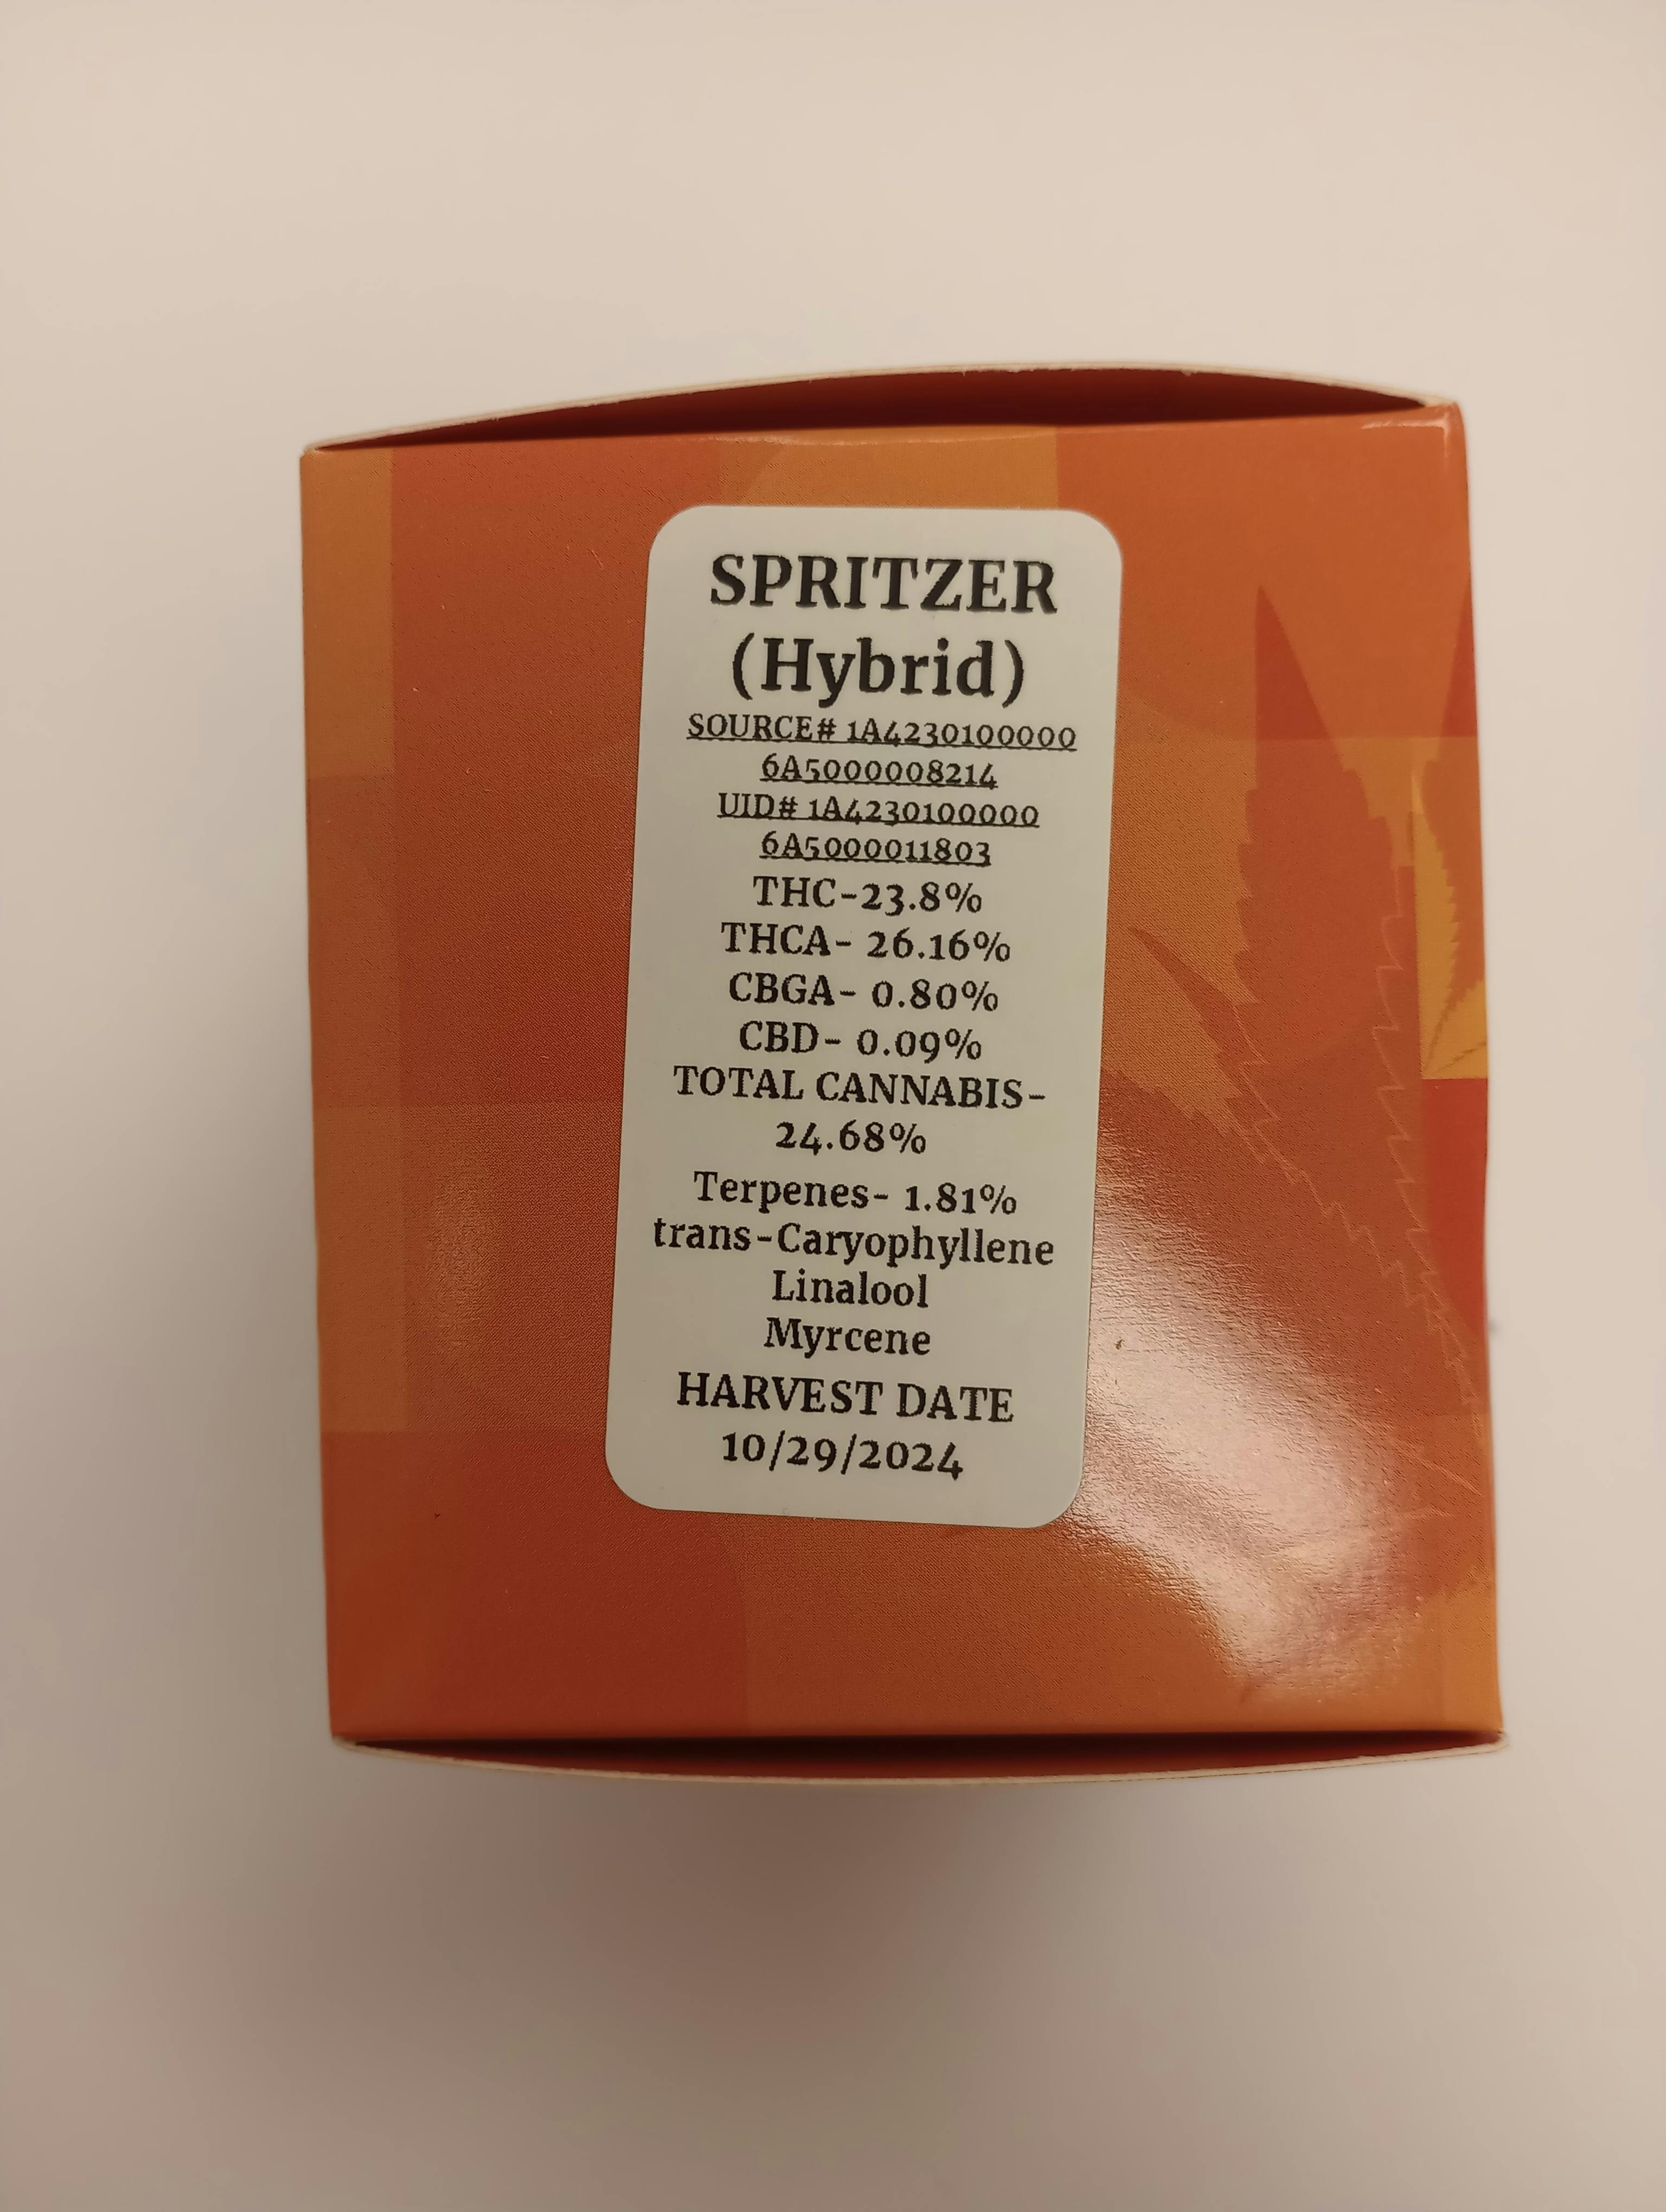 SPRITZER
(Hybrid)
SOURCE# 1A4230100000
6A5000008214
UID# 1A4230100000
6A5000011803
THC-23.8%
THCA- 26.16%
CBGA- 0.80%
CBD- 0.09%
TOTAL CANNABIS-
24.68%
Terpenes- 1.81%
trans-Caryophyllene
Linalool
Myrcene
HARVEST DATE
10/29/2024